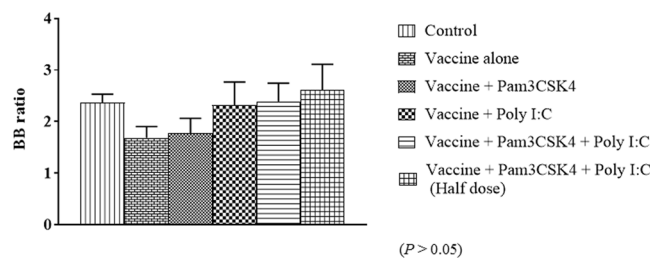 BB ratio
4
3
2
1
0
Control
Vaccine alone
Vaccine + Pam3CSK4
Vaccine + Poly I:C
Vaccine + Pam3CSK4 + Poly I:C
Vaccine + Pam3CSK4 + Poly I:C
(Half dose)
(P > 0.05)